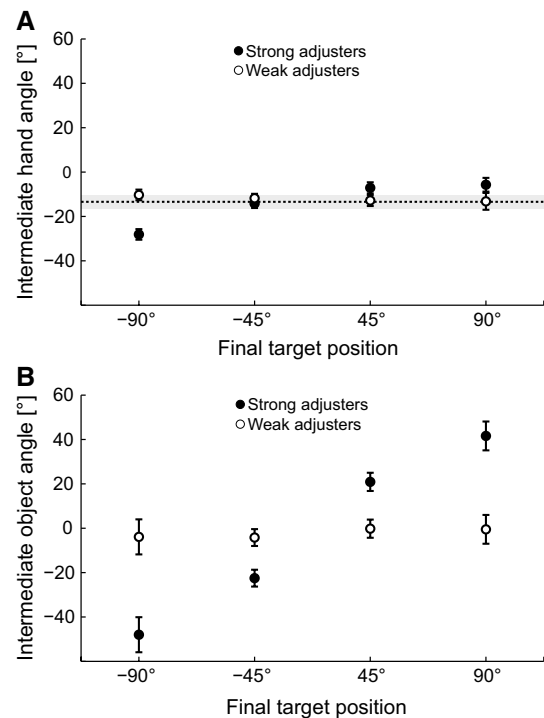 A
Intermediate hand angle [°]
60
40
20
0
−20
−40
Strong adjusters
Weak adjusters
−90°
−45°
45°
90°
Final target position
B
Intermediate object angle [°]
60
40
20
0
−20
−40
Strong adjusters
Weak adjusters
−90°
−45°
45°
90°
Final target position